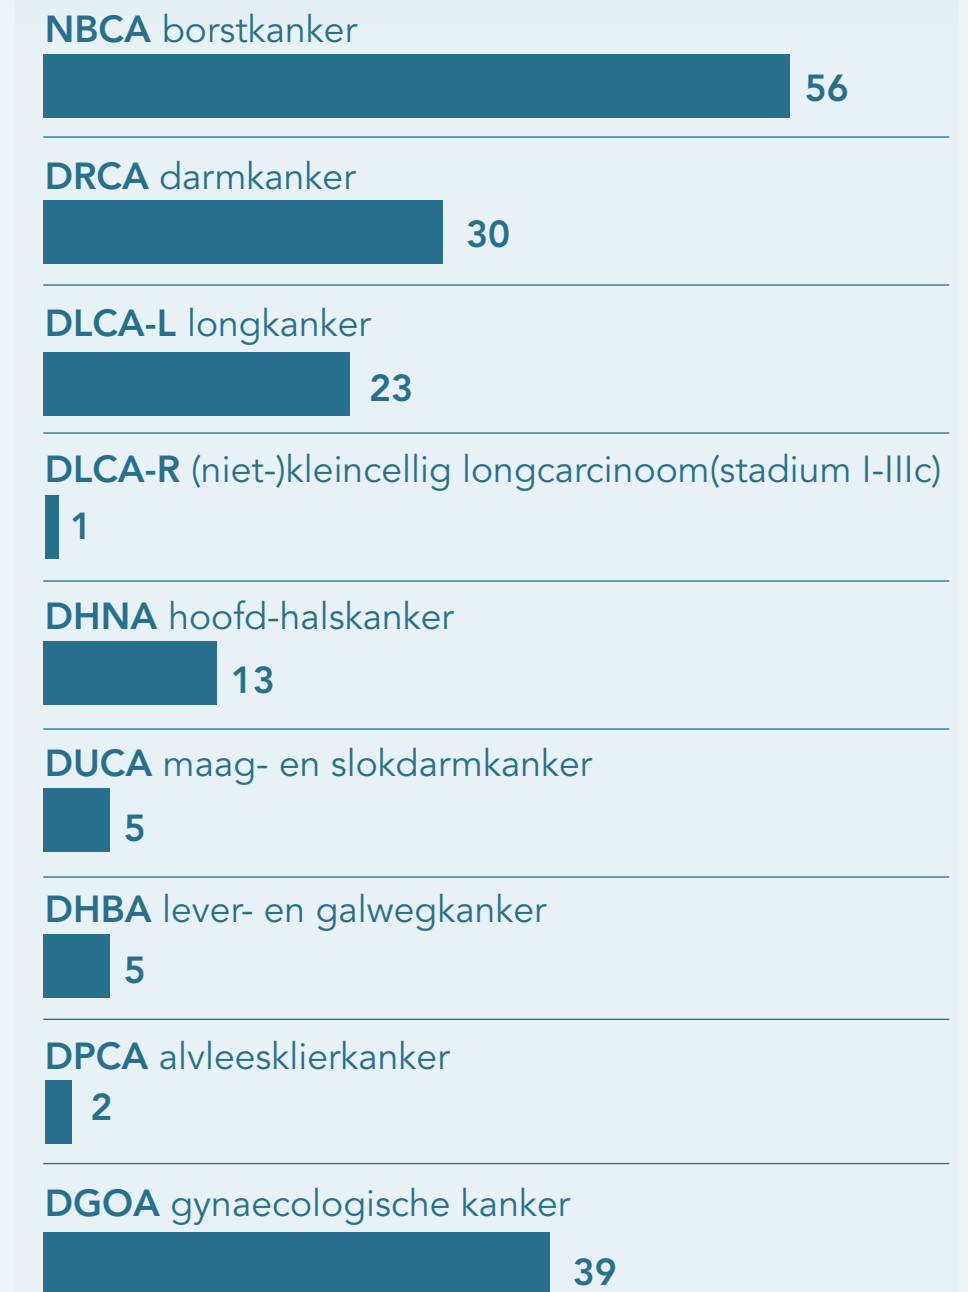 NBCA borstkanker
56
DRCA darmkanker
30
DLCA-L longkanker
23
DLCA-R (niet-)kleincellig longcarcinoom(stadium I-IIIc)
1
DHNA hoofd-halskanker
13
DUCA maag- en slokdarmkanker
5
DHBA lever- en galwegkanker
5
DPCA alvleesklierkanker
2
DGOA gynaecologische kanker
39